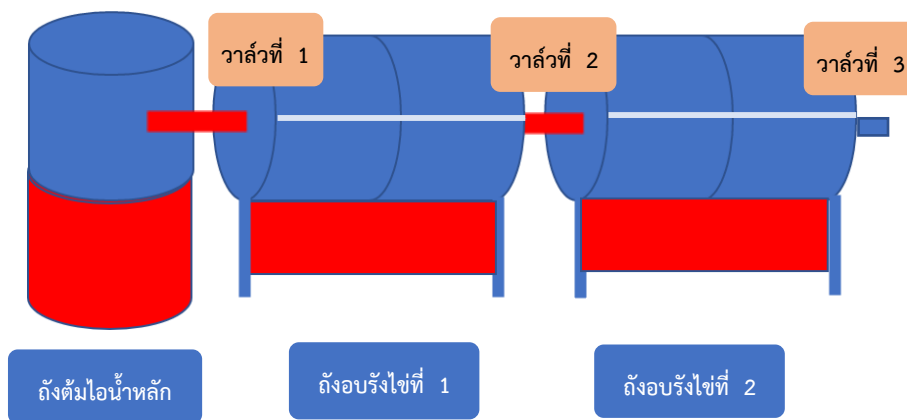 วาล์วที่ 1
วาล์วที่ 2
วาล์วที่ 3
ถังต้มไอน้ำหลัก
ถังอบรังไข่ที่ 1
ถังอบรังไข่ที่ 2